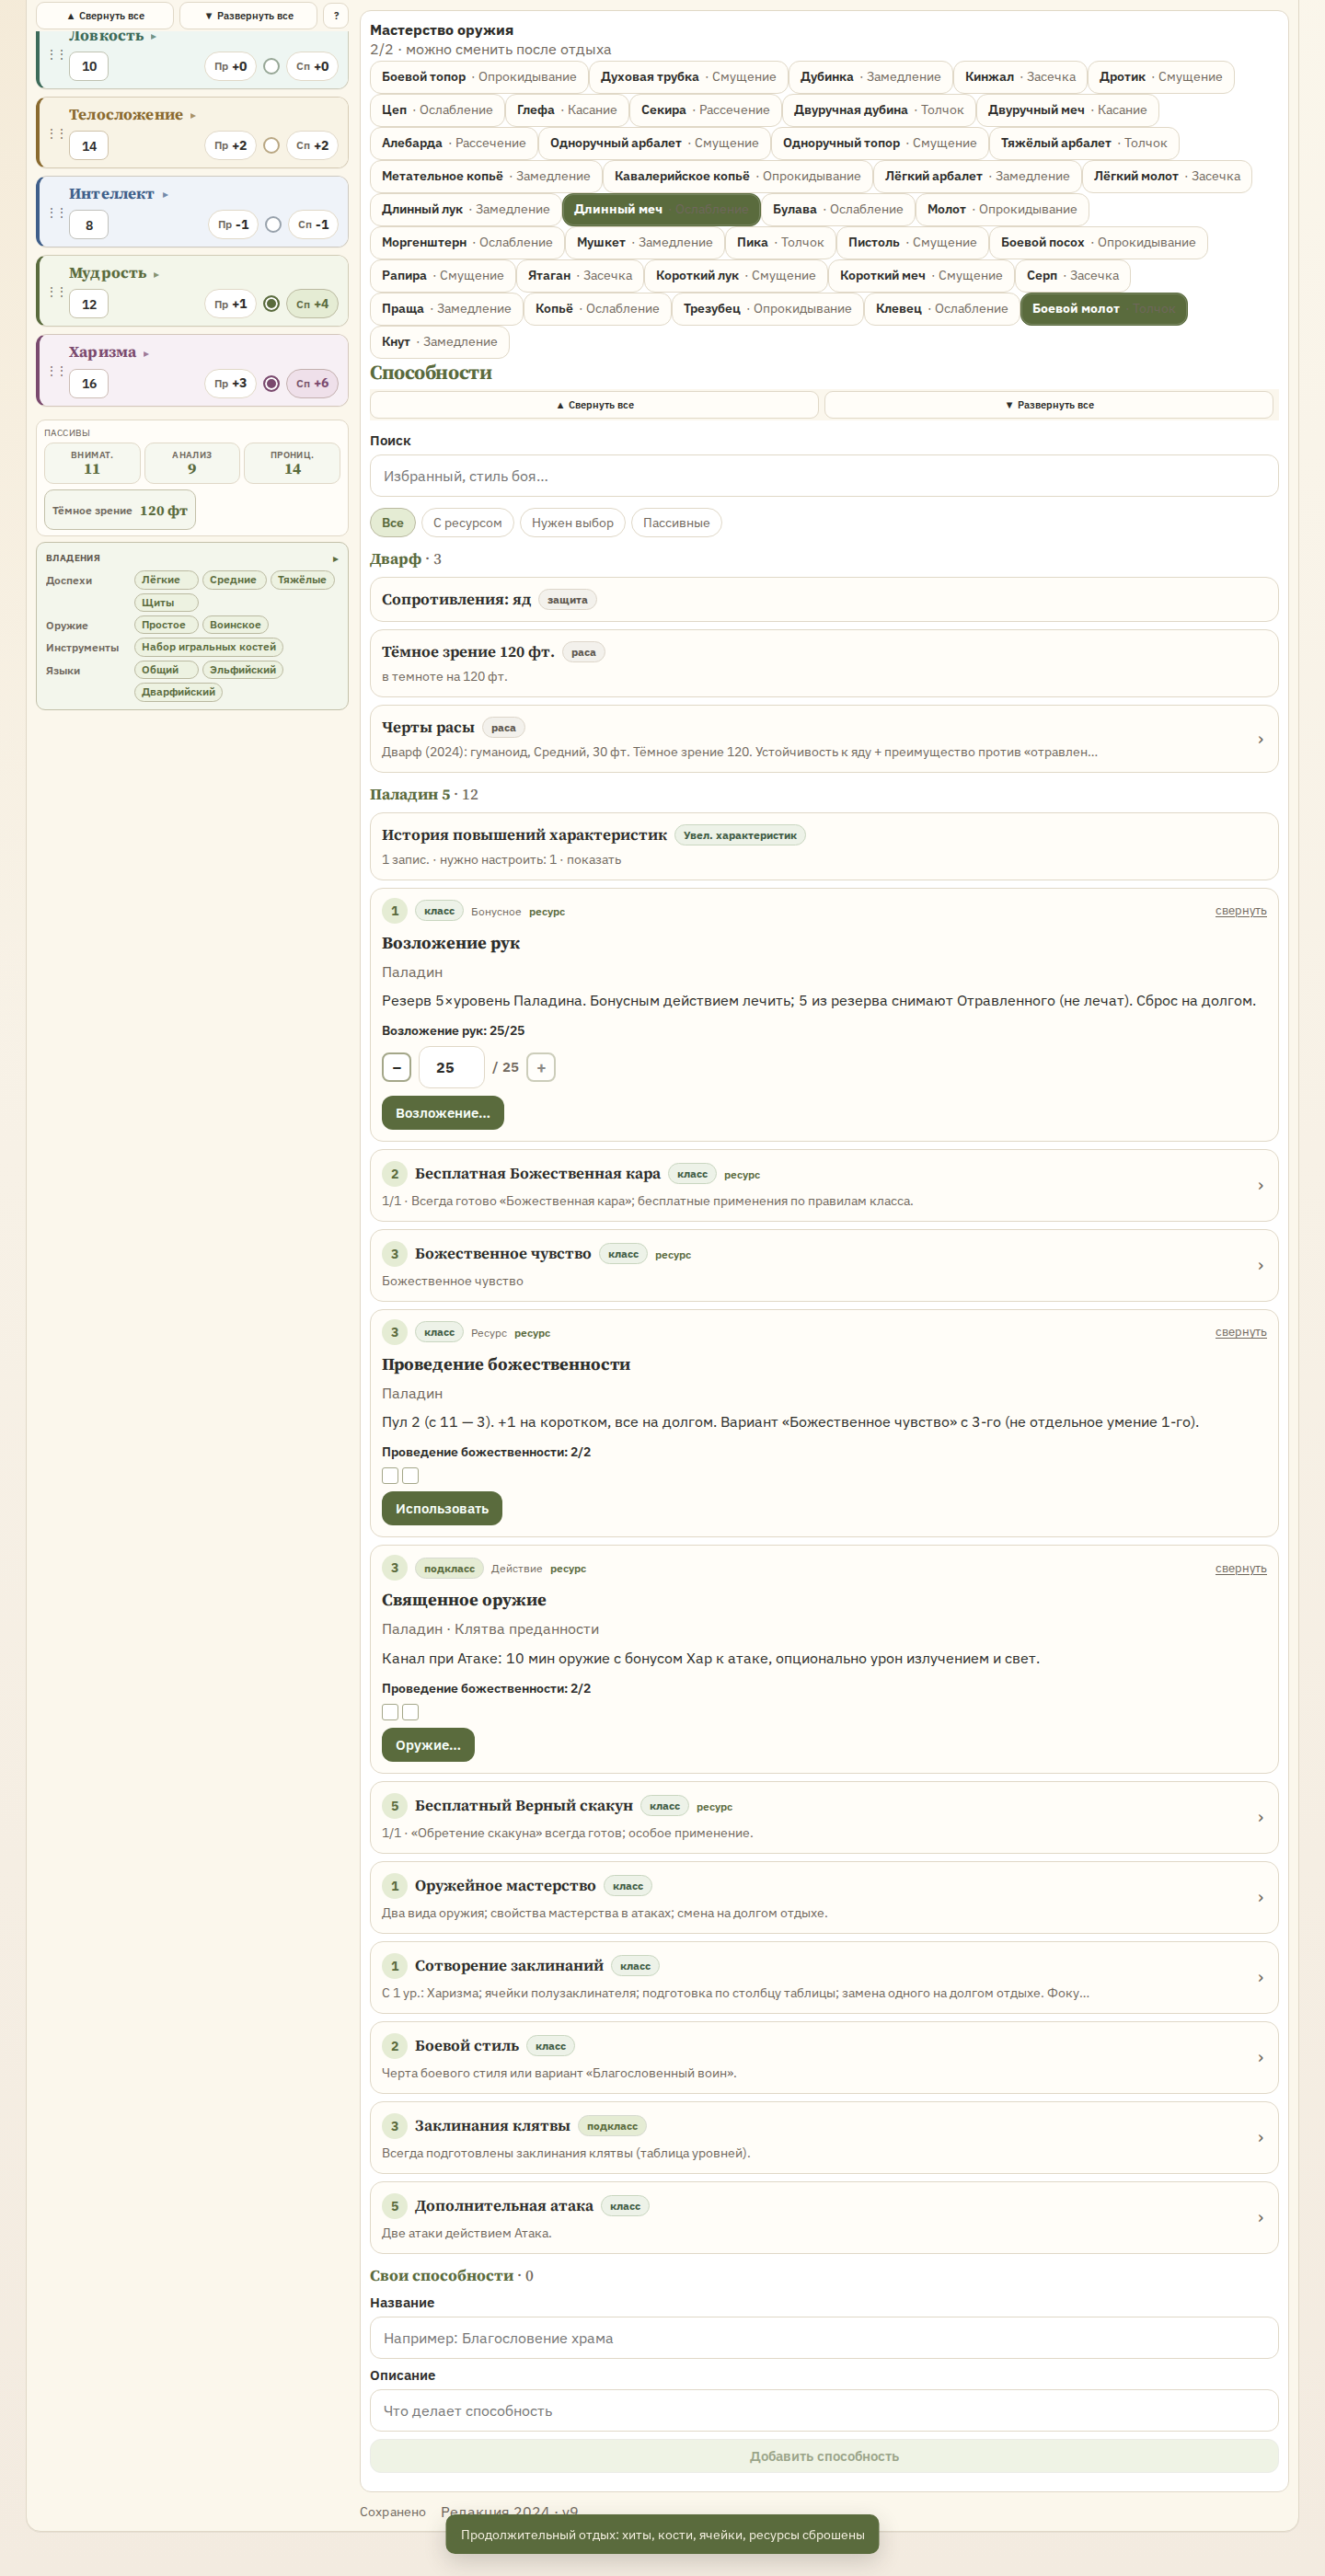 ▲ Свернуть все ▼ Развернуть все ?
Ловкость ▸
10 Пр +0 Сп +0
Телосложение ▸
14 Пр +2 Сп +2
Интеллект ▸
8 Пр -1 Сп -1
Мудрость ▸
12 Пр +1 Сп +4
Харизма ▸
16 Пр +3 Сп +6
ПАССИВЫ
ВНИМАТ. АНАЛИЗ ПРОНИЦ.
11 9 14
Тёмное зрение 120 фт
ВЛАДЕНИЯ ▸
Доспехи Лёгкие Средние Тяжёлые
Щиты
Оружие Простое Воинское
Инструменты Набор игральных костей
Языки Общий Эльфийский
Дварфийский
Мастерство оружия
2/2 · можно сменить после отдыха
Боевой топор · Опрокидывание Духовая трубка · Смущение Дубинка · Замедление Кинжал · Засечка Дротик · Смущение
Цеп · Ослабление Глефа · Касание Секира · Рассечение Двуручная дубина · Толчок Двуручный меч · Касание
Алебарда · Рассечение Одноручный арбалет · Смущение Одноручный топор · Смущение Тяжёлый арбалет · Толчок
Метательное копьё · Замедление Кавалерийское копьё · Опрокидывание Лёгкий арбалет · Замедление Лёгкий молот · Засечка
Длинный лук · Замедление Длинный меч Булава · Ослабление Молот · Опрокидывание
Моргенштерн · Ослабление Мушкет · Замедление Пика · Толчок Пистоль · Смущение Боевой посох · Опрокидывание
Рапира · Смущение Ятаган · Засечка Короткий лук · Смущение Короткий меч · Смущение Серп · Засечка
Праща · Замедление Копьё · Ослабление Трезубец · Опрокидывание Клевец · Ослабление Боевой молот
Кнут · Замедление
Способности
▲ Свернуть все ▼ Развернуть все
Поиск
Избранный, стиль боя...
Все С ресурсом Нужен выбор Пассивные
Дварф · 3
Сопротивления: яд защита
Тёмное зрение 120 фт. раса
в темноте на 120 фт.
Черты расы раса
Дварф (2024): гуманоид, Средний, 30 фт. Тёмное зрение 120. Устойчивость к яду + преимущество против «отравлен... ›
Паладин 5 · 12
История повышений характеристик Увел. характеристик
1 запис. · нужно настроить: 1 · показать
1 класс Бонусное ресурс свернуть
Возложение рук
Паладин
Резерв 5×уровень Паладина. Бонусным действием лечить; 5 из резерва снимают Отравленного (не лечат). Сброс на долгом.
Возложение рук: 25/25
− 25 / 25 +
Возложение...
2 Бесплатная Божественная кара класс ресурс
1/1 · Всегда готово «Божественная кара»; бесплатные применения по правилам класса. ›
3 Божественное чувство класс ресурс
Божественное чувство ›
3 класс Ресурс ресурс свернуть
Проведение божественности
Паладин
Пул 2 (с 11 — 3). +1 на коротком, все на долгом. Вариант «Божественное чувство» с 3-го (не отдельное умение 1-го).
Проведение божественности: 2/2
Использовать
3 подкласс Действие ресурс свернуть
Священное оружие
Паладин · Клятва преданности
Канал при Атаке: 10 мин оружие с бонусом Хар к атаке, опционально урон излучением и свет.
Проведение божественности: 2/2
Оружие...
5 Бесплатный Верный скакун класс ресурс
1/1 · «Обретение скакуна» всегда готов; особое применение. ›
1 Оружейное мастерство класс
Два вида оружия; свойства мастерства в атаках; смена на долгом отдыхе. ›
1 Сотворение заклинаний класс
С 1 ур.: Харизма; ячейки полузаклинателя; подготовка по столбцу таблицы; замена одного на долгом отдыхе. Фоку... ›
2 Боевой стиль класс
Черта боевого стиля или вариант «Благословенный воин». ›
3 Заклинания клятвы подкласс
Всегда подготовлены заклинания клятвы (таблица уровней). ›
5 Дополнительная атака класс
Две атаки действием Атака. ›
Свои способности · 0
Название
Например: Благословение храма
Описание
Что делает способность
Добавить способность
Сохранено Редакция 2024 · v9
Продолжительный отдых: хиты, кости, ячейки, ресурсы сброшены